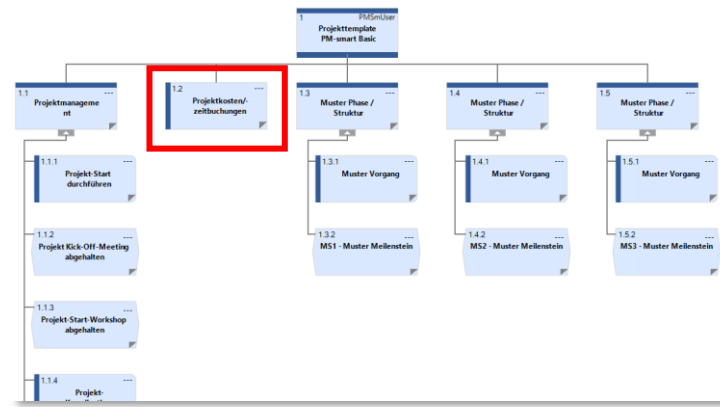 1 PMSmUser
Projekttemplate
PM-smart Basic
1.1 ---
Projektmanageme
nt
1.2 ---
Projektkosten/-
zeitbuchungen
1.3 ---
Muster Phase /
Struktur
1.4 ---
Muster Phase /
Struktur
1.5 ---
Muster Phase /
Struktur
1.1.1 ---
Projekt-Start
durchführen
1.3.1 ---
Muster Vorgang
1.4.1 ---
Muster Vorgang
1.5.1 ---
Muster Vorgang
1.1.2 ---
Projekt Kick-Off-Meeting
abgehalten
1.3.2 ---
MS1 - Muster Meilenstein
1.4.2 ---
MS2 - Muster Meilenstein
1.5.2 ---
MS3 - Muster Meilenstein
1.1.3 ---
Projekt-Start-Workshop
abgehalten
1.1.4 ---
Projekt-